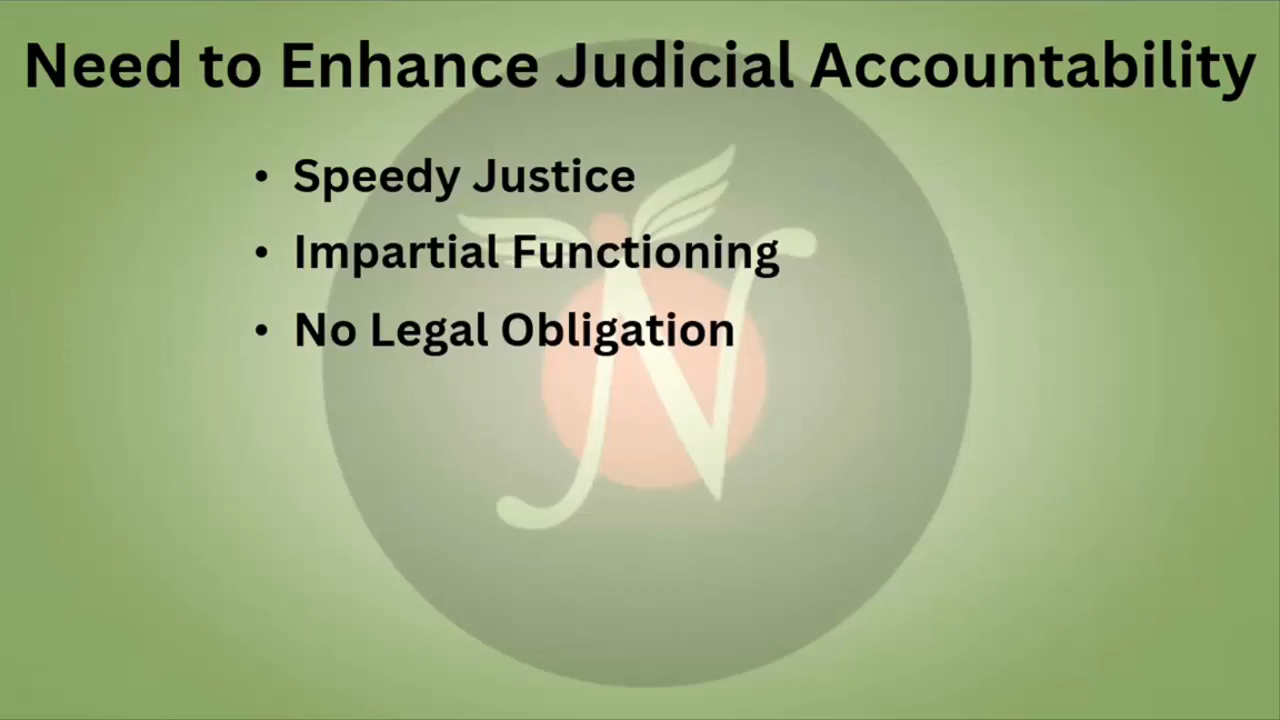 Need to Enhance Judicial Accountability
• Speedy Justice
• Impartial Functioning
• No Legal Obligation
N